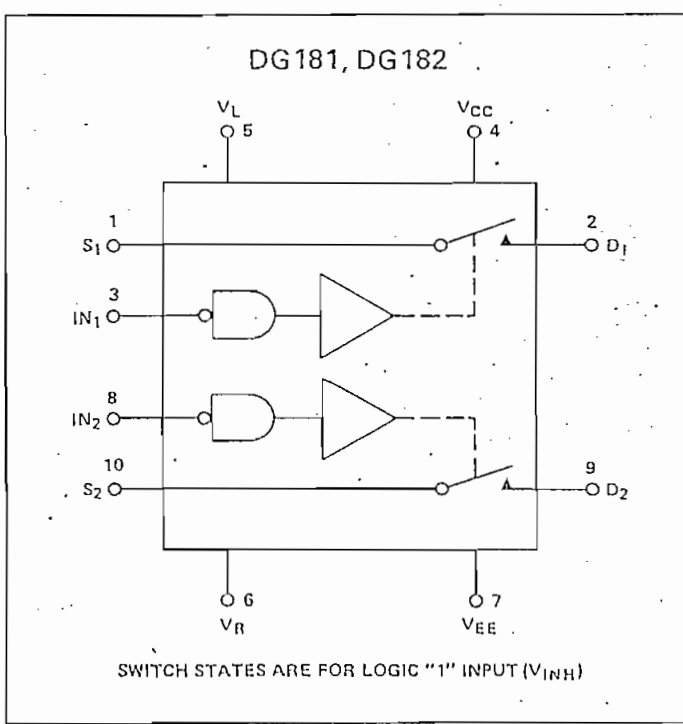 DG181, DG182
VL
5
VCC
4
1
S1
2
D1
3
IN1
8
IN2
10
S2
9
D2
6
VR
7
VEE
SWITCH STATES ARE FOR LOGIC "1" INPUT (VINH)